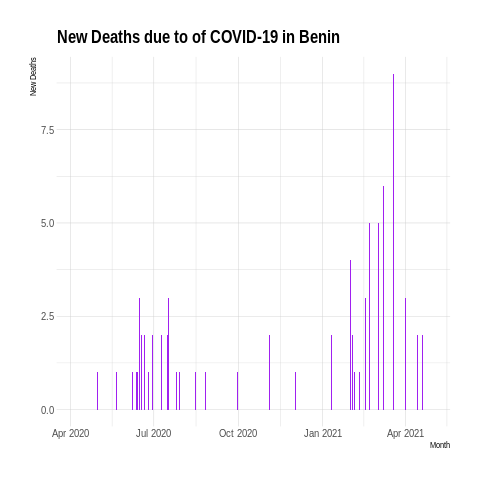 New Deaths due to of COVID-19 in Benin
New Deaths
7.5
5.0
2.5
0.0
Apr 2020 Jul 2020 Oct 2020 Jan 2021 Apr 2021
Month